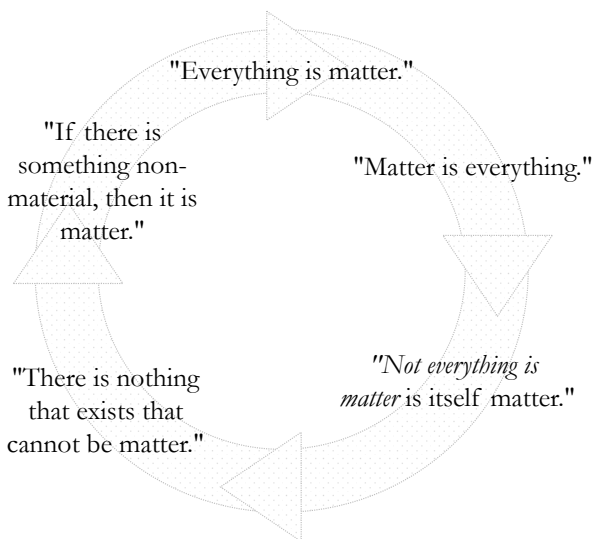 "Everything is matter."
"Matter is everything."
"Not everything is
matter is itself matter."
"There is nothing
that exists that
cannot be matter."
"If there is
something non-
material, then it is
matter."